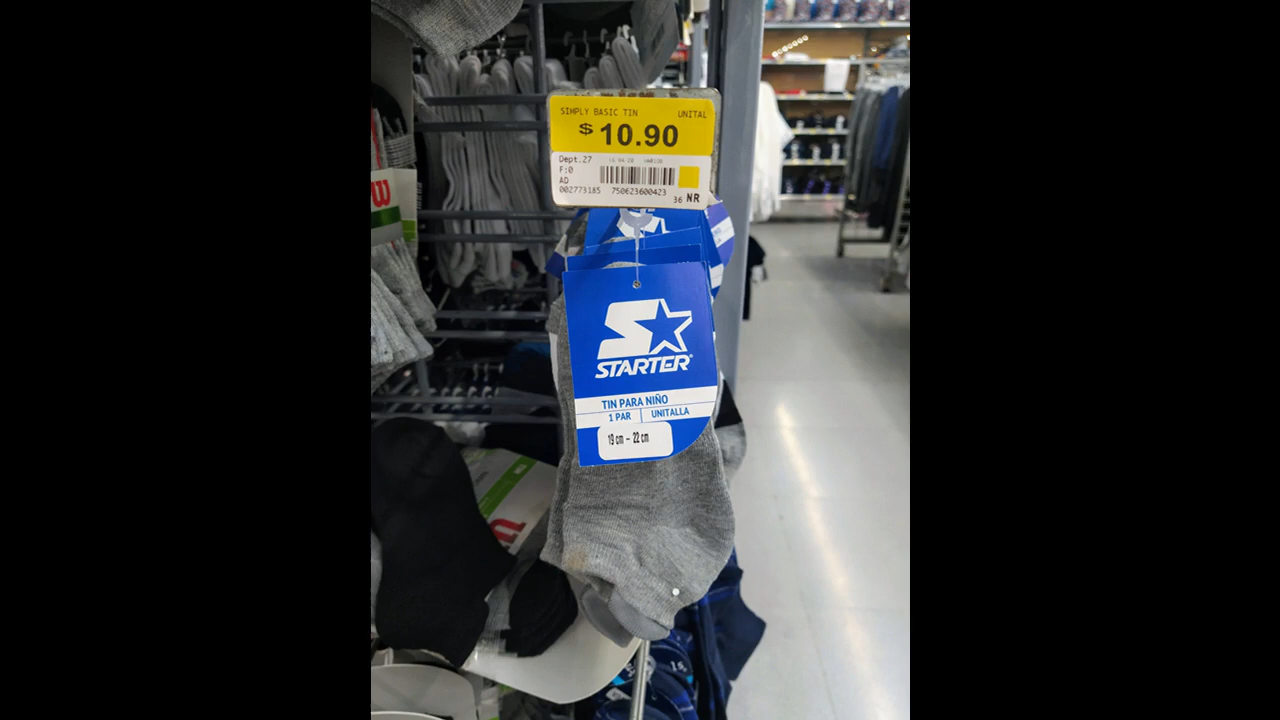 SIMPLY BASIC TIN UNITAL
$10.90
Dept.27
F:0
AD
002773185 750623600423
36 NR
STARTER
TIN PARA NIÑO
1 PAR UNITALLA
19 cm - 22 cm